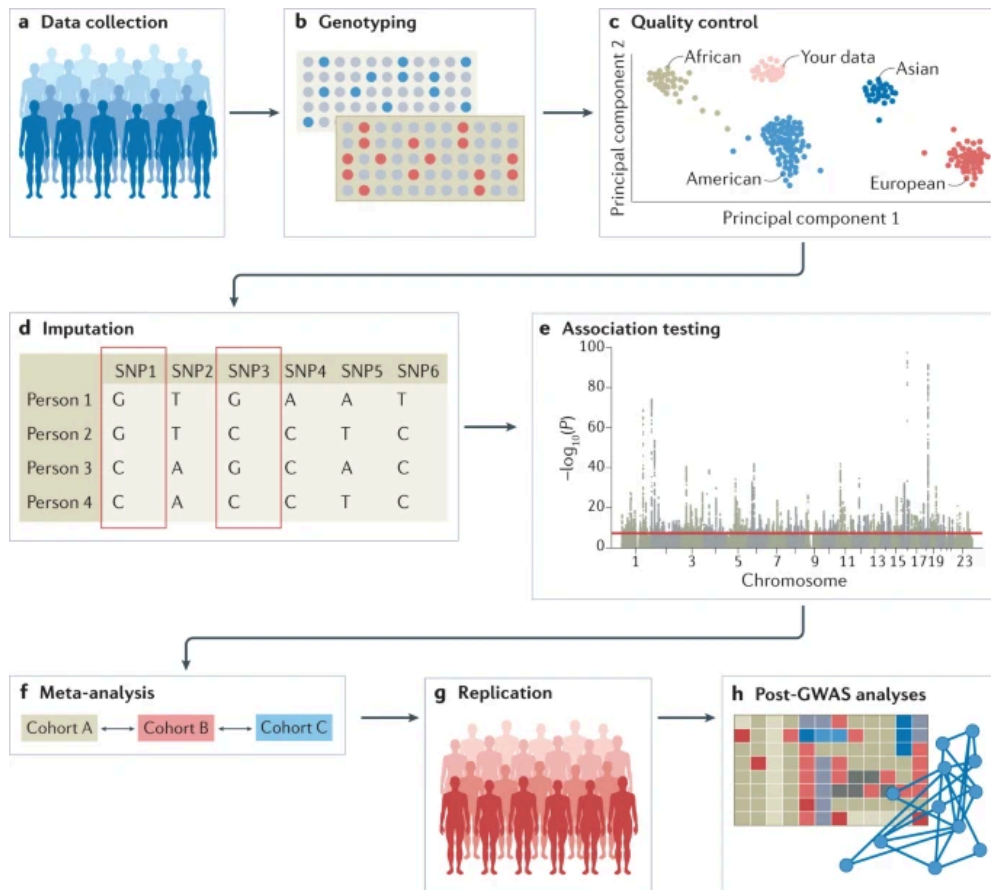 a Data collection
b Genotyping
c Quality control
African
Your data
Asian
American
European
Principal component 2
Principal component 1
d Imputation
SNP1 SNP2 SNP3 SNP4 SNP5 SNP6
Person 1 G T G A A T
Person 2 G T C C T C
Person 3 C A G C A C
Person 4 C A C C T C
e Association testing
–log10(P)
100
80
60
40
20
0
1 3 5 7 9 11 13 15 17 19 23
Chromosome
f Meta-analysis
Cohort A Cohort B Cohort C
g Replication
h Post-GWAS analyses